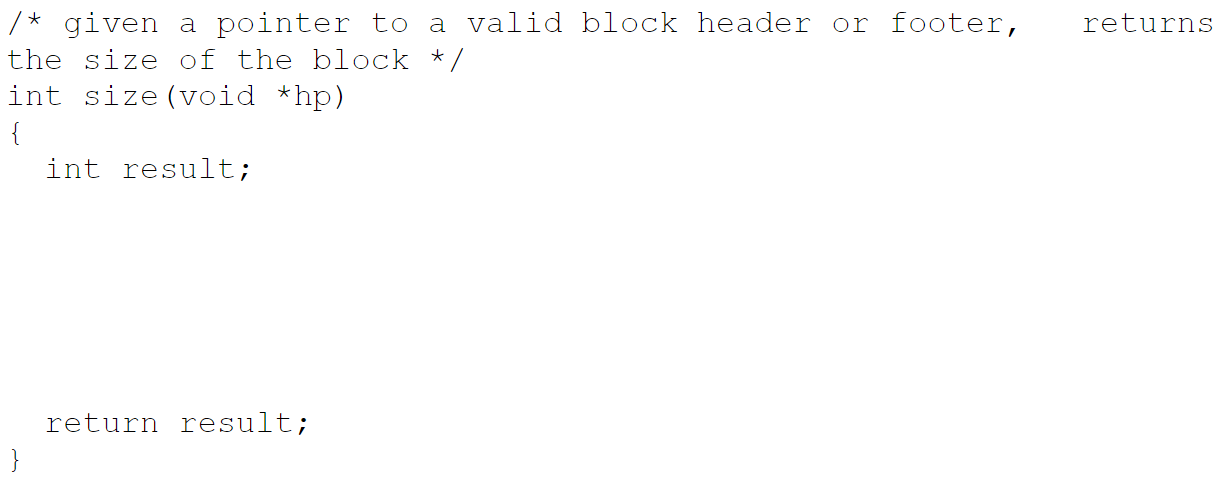 /* given a pointer to a valid block header or footer,   returns
the size of the block */
int size(void *hp)
{
  int result;
  return result;
}